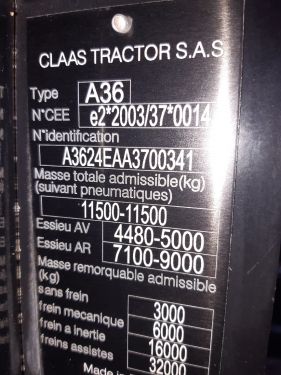 CLAAS TRACTOR S.A.S
Type A36
N°CEE e2*2003/37*0014
N°identification
A3624EAA3700341
Masse totale admissible(kg)
(suivant pneumatiques)
11500-11500
Essieu AV 4480-5000
Essieu AR 7100-9000
Masse remorquable admissible
(kg)
sans frein 3000
frein mecanique 6000
frein a inertie 16000
freins assistes 32000
Made in